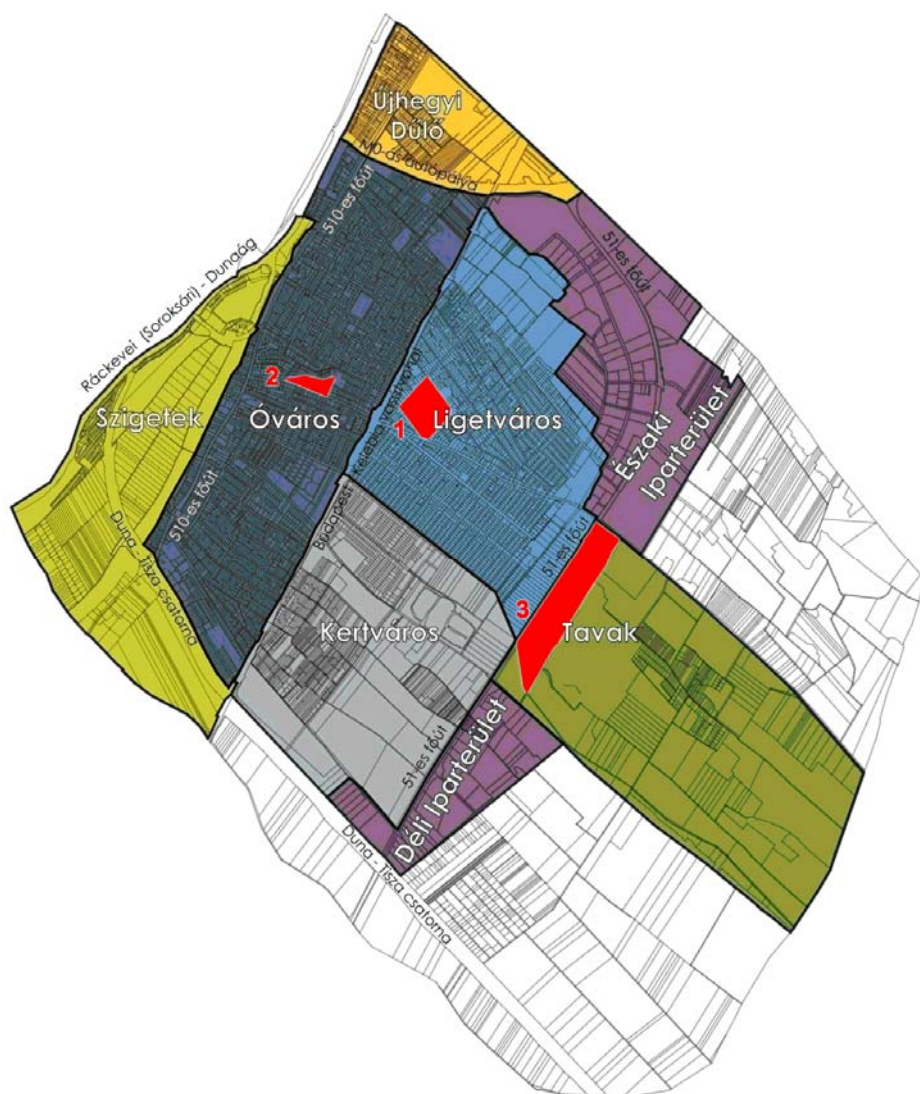 Újhegyi
Dűlő
M0-ás autópálya
510-es főút
51-es főút
Ráckevei (Soroksári) - Dunaág
2
Szigetek
Óváros
1
Ligetváros
Budapest - Kelebia vasútvonal
Északi
Iparterület
510-es főút
Duna - Tisza csatorna
51-es főút
3
Kertváros
Tavak
51-es főút
Déli Iparterület
Duna - Tisza csatorna